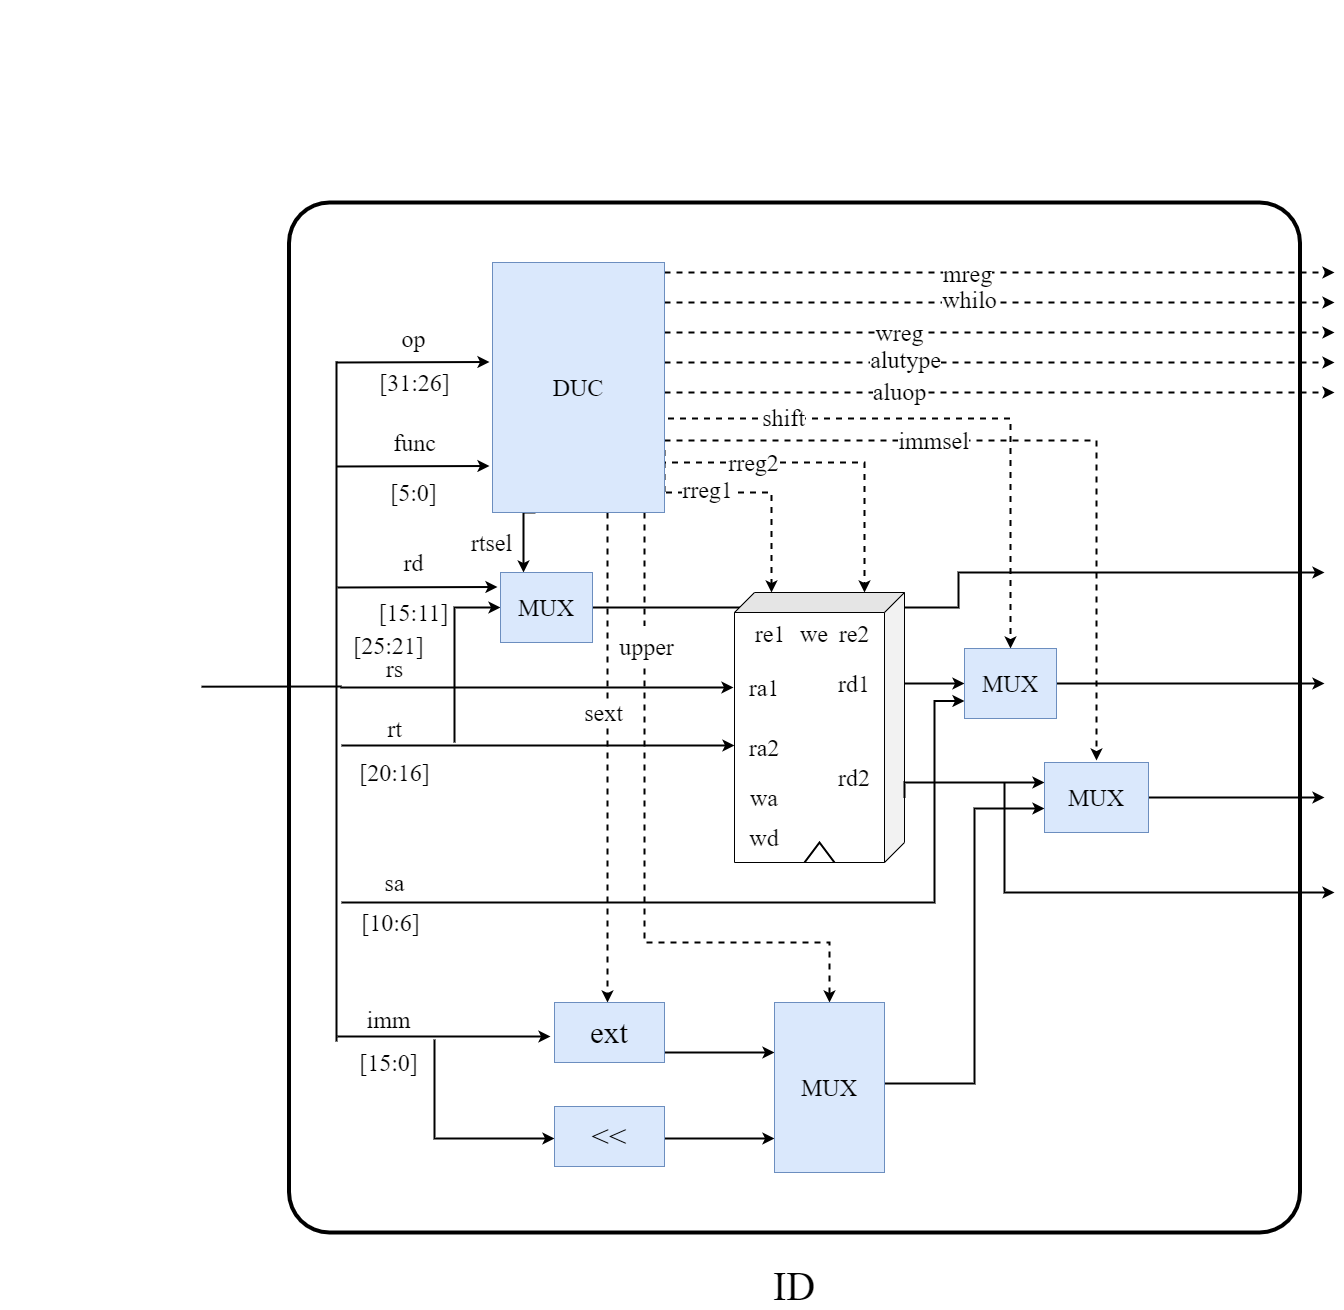 mreg
whilo
wreg
op
alutype
[31:26]
DUC
aluop
shift
func
immsel
rreg2
[5:0]
rreg1
rtsel
rd
[15:11]
MUX
[25:21]
upper
re1 we re2
rs
ra1
rd1
MUX
sext
rt
ra2
[20:16]
rd2
wa
MUX
wd
sa
[10:6]
imm
ext
[15:0]
MUX
<<
ID